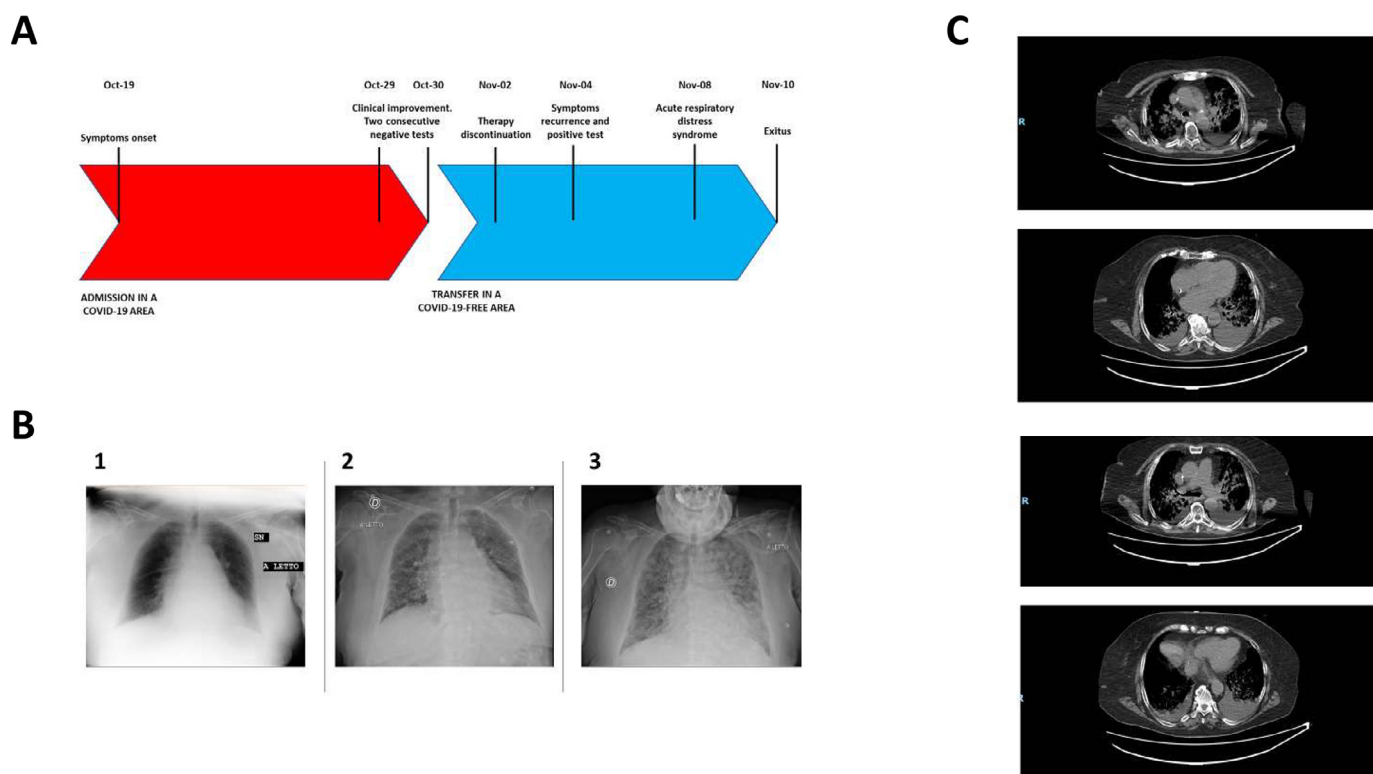 A
C
Oct-19
Oct-29
Oct-30
Nov-02
Nov-04
Nov-08
Nov-10
Symptoms onset
Clinical improvement.
Two consecutive
negative tests
Therapy
discontinuation
Symptoms
recurrence and
positive test
Acute respiratory
distress
syndrome
Exitus
ADMISSION IN A
COVID-19 AREA
TRANSFER IN A
COVID-19-FREE AREA
B
1
2
3
SN
A LETTO
D
A LETTO
D
A LETTO
R
R
R
R